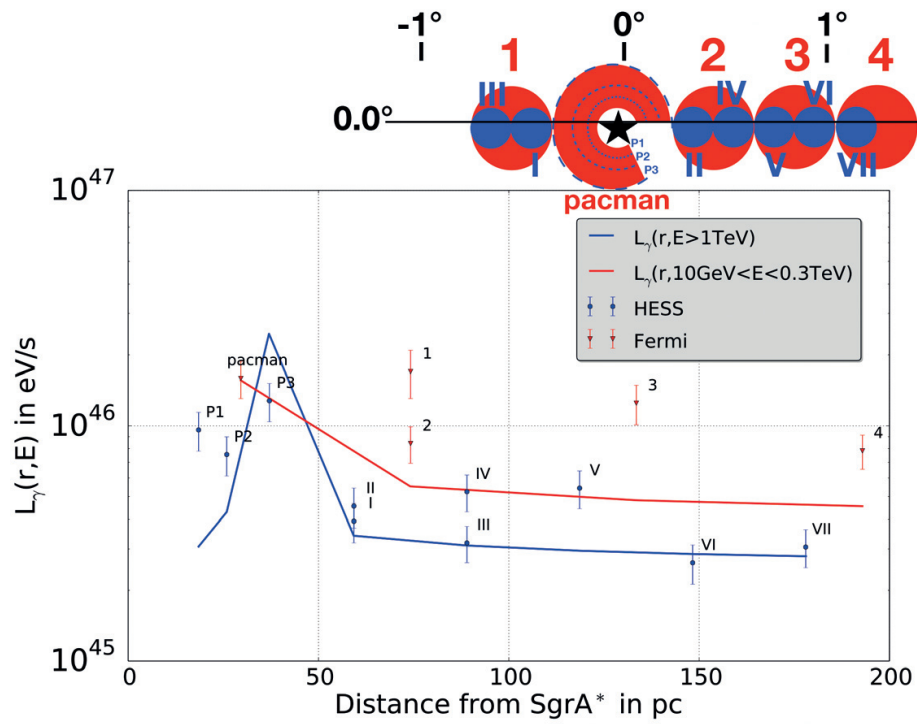 -1° 0° 1°
1 2 3 4
III IV VI
0.0°
P1
P2
P3
I II V VII
pacman
10^47
L_γ(r,E>1TeV)
L_γ(r,10GeV<E<0.3TeV)
HESS
Fermi
L_γ(r,E) in eV/s
pacman
1
P3
3
10^46
P1
2
4
P2
IV
V
II
I
III
VI
VII
10^45
0 50 100 150 200
Distance from SgrA* in pc